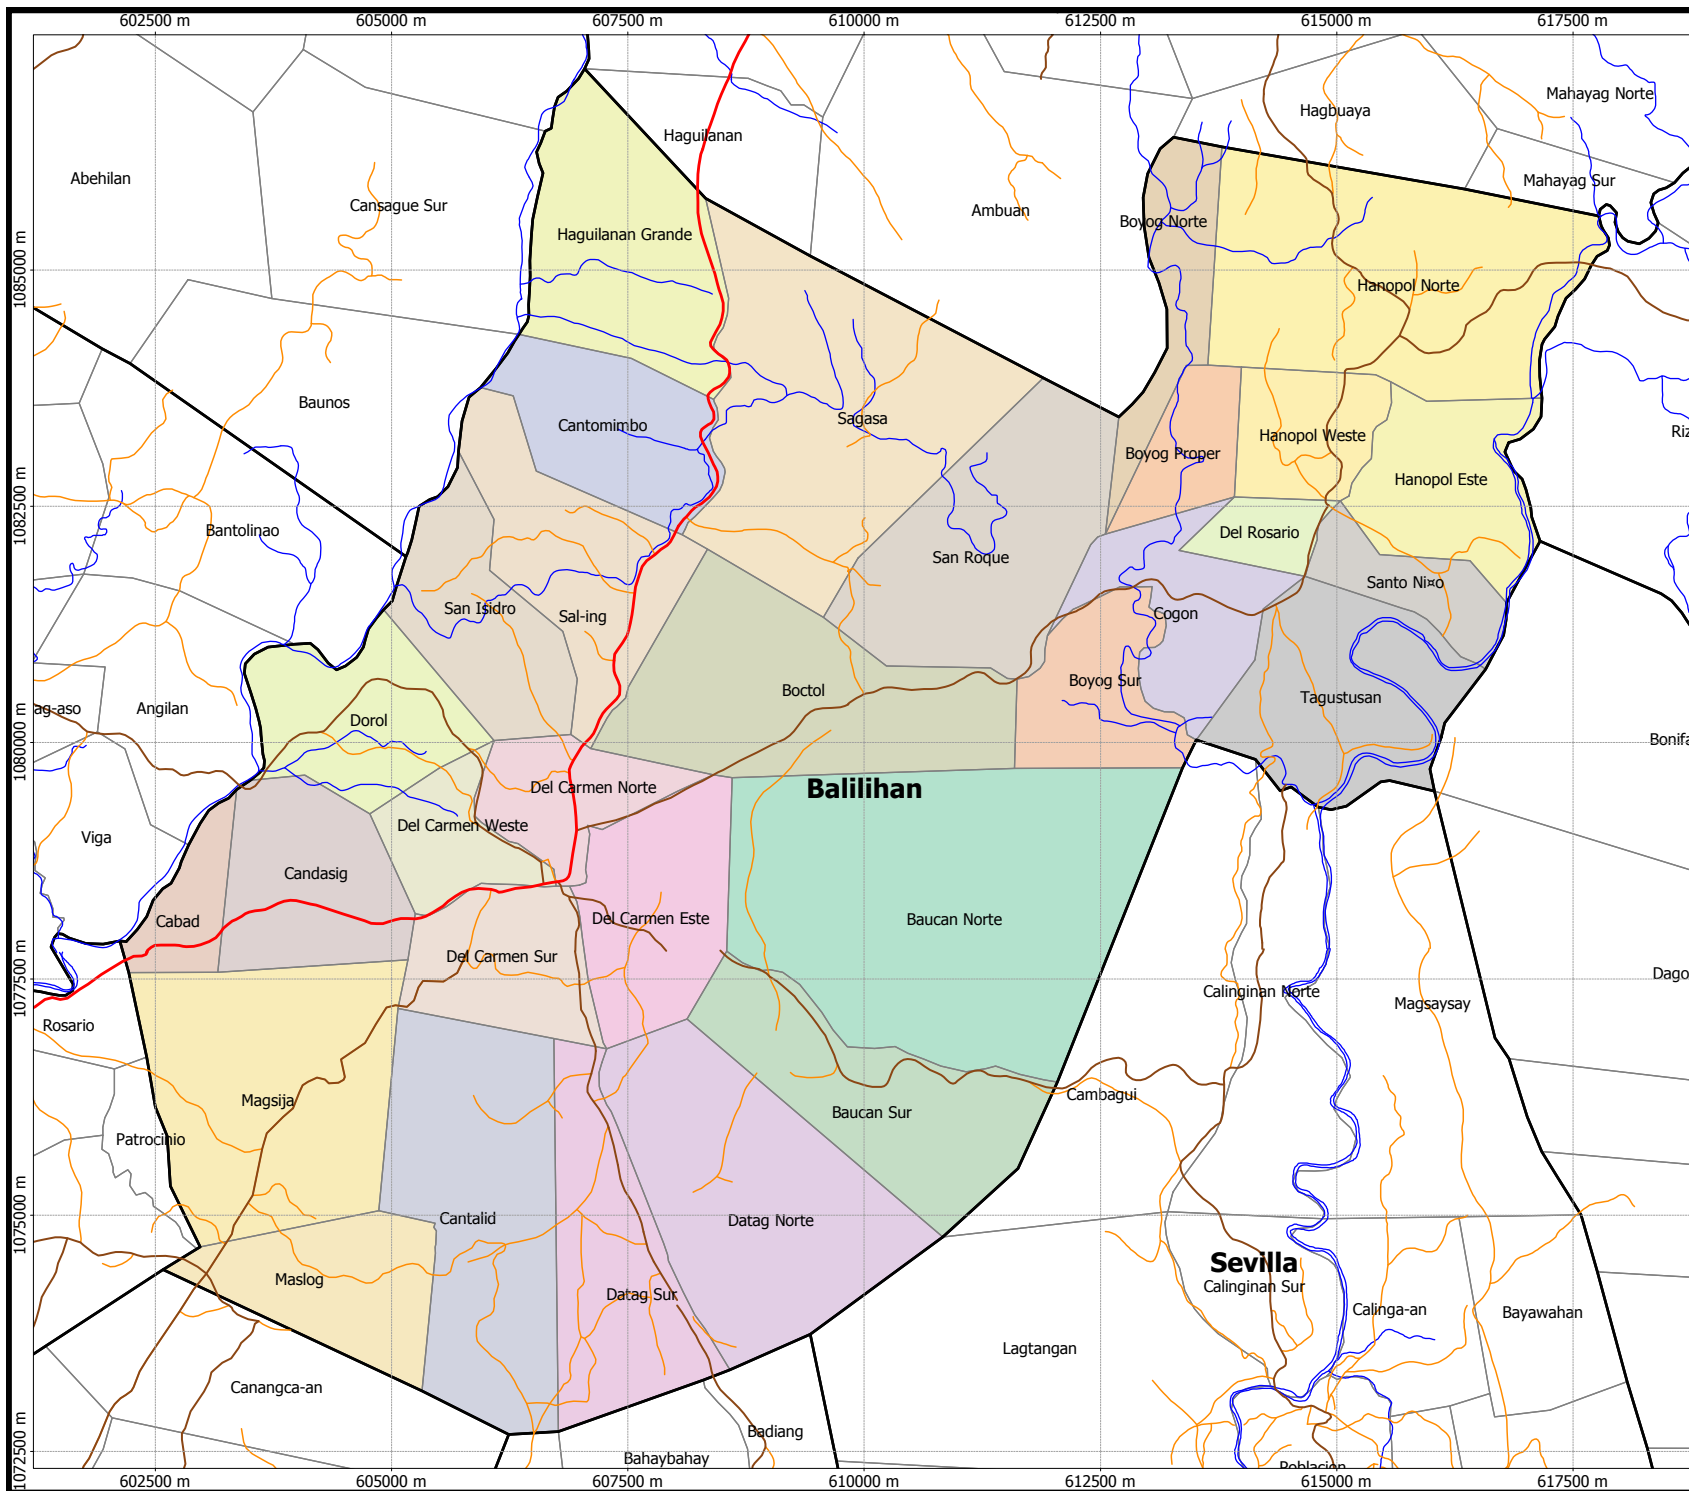 602500 m 605000 m 607500 m 610000 m 612500 m 615000 m 617500 m
Mahayag Norte
Hagbuaya
Haguilanan
Abehilan
Mahayag Sur
Cansague Sur
Ambuan
Boyog Norte
Haguilanan Grande
1085000 m
Hanopol Norte
Baunos
Sagasa
Cantomimbo
Riz
Hanopol Weste
Boyog Proper
Hanopol Este
1082500 m
Bantolinao
Del Rosario
San Roque
Santo Ni¤o
San Isidro
Sal-ing
Cogon
Boyog Sur
Boctol
Tagustusan
ag-aso
Angilan
Dorol
Bonifa
1080000 m
Del Carmen Norte
Balilihan
Del Carmen Weste
Viga
Candasig
Cabad
Del Carmen Este
Baucan Norte
Del Carmen Sur
Dago
1077500 m
Calinginan Norte
Magsaysay
Rosario
Cambagui
Magsija
Baucan Sur
Patrocinio
1075000 m
Cantalid
Datag Norte
Sevilla
Maslog
Calinginan Sur
Datag Sur
Calinga-an
Bayawahan
Lagtangan
Canangca-an
Badiang
1072500 m
Bahaybahay
Poblacion
602500 m 605000 m 607500 m 610000 m 612500 m 615000 m 617500 m